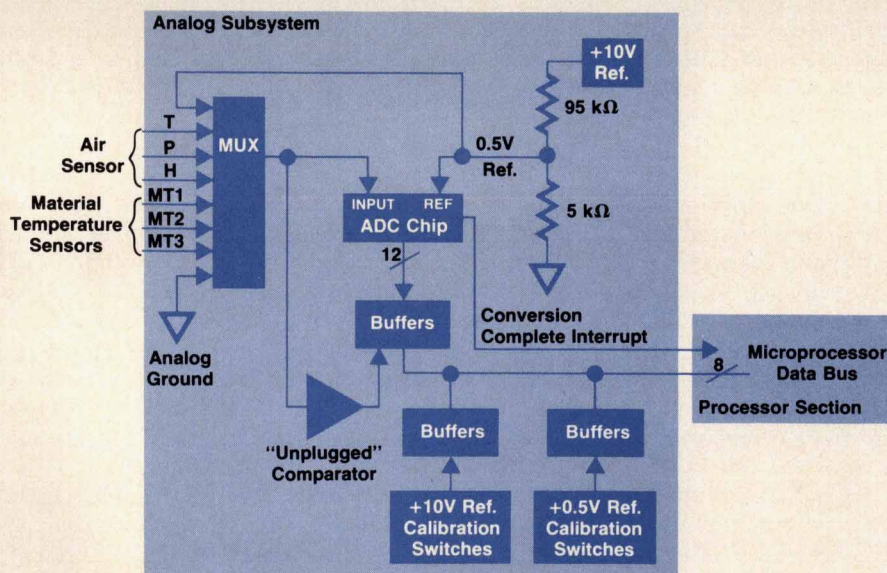 Analog Subsystem
+10V
Ref.
95 kΩ
0.5V
Ref.
5 kΩ
T
P
H
MT1
MT2
MT3
Air
Sensor
Material
Temperature
Sensors
MUX
INPUT REF
ADC Chip
12
Buffers
Analog
Ground
Conversion
Complete Interrupt
Microprocessor
Data Bus
8
Processor Section
"Unplugged"
Comparator
Buffers
Buffers
+10V Ref.
Calibration
Switches
+0.5V Ref.
Calibration
Switches